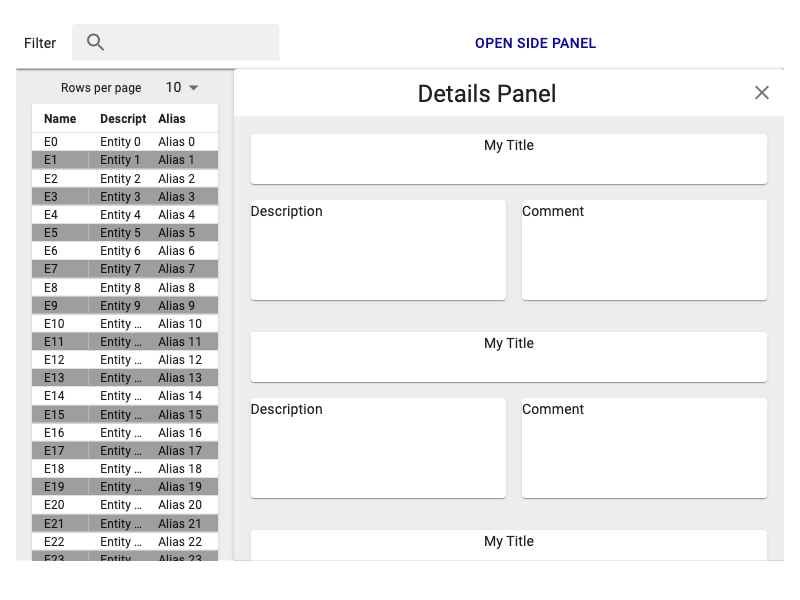 Filter
OPEN SIDE PANEL
Rows per page 10
Name Descript Alias
E0 Entity 0 Alias 0
E1 Entity 1 Alias 1
E2 Entity 2 Alias 2
E3 Entity 3 Alias 3
E4 Entity 4 Alias 4
E5 Entity 5 Alias 5
E6 Entity 6 Alias 6
E7 Entity 7 Alias 7
E8 Entity 8 Alias 8
E9 Entity 9 Alias 9
E10 Entity ... Alias 10
E11 Entity ... Alias 11
E12 Entity ... Alias 12
E13 Entity ... Alias 13
E14 Entity ... Alias 14
E15 Entity ... Alias 15
E16 Entity ... Alias 16
E17 Entity ... Alias 17
E18 Entity ... Alias 18
E19 Entity ... Alias 19
E20 Entity ... Alias 20
E21 Entity ... Alias 21
E22 Entity ... Alias 22
E23 Entity ... Alias 23
Details Panel
My Title
Description Comment
My Title
Description Comment
My Title